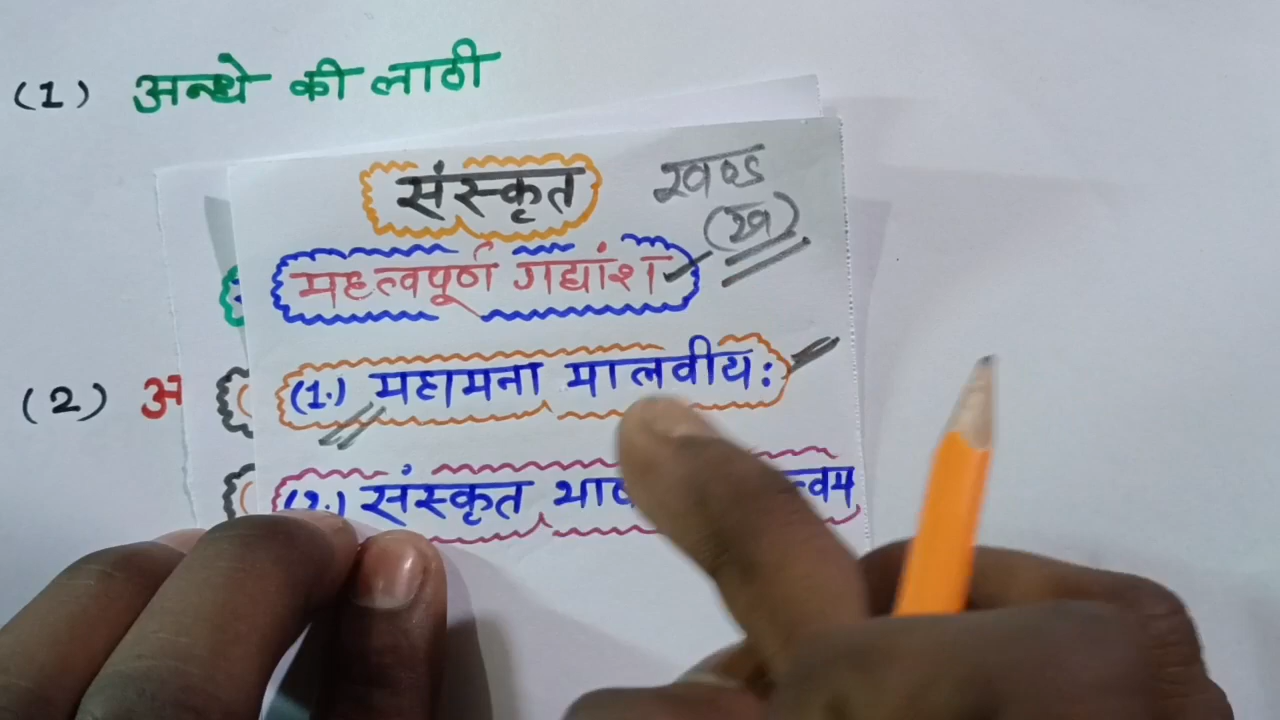 (1) अन्धे की लाठी
संस्कृत
खण्ड
(ख)
महत्वपूर्ण गद्यांश
(1.) महामना मालवीय:
(2)
(2.) संस्कृत